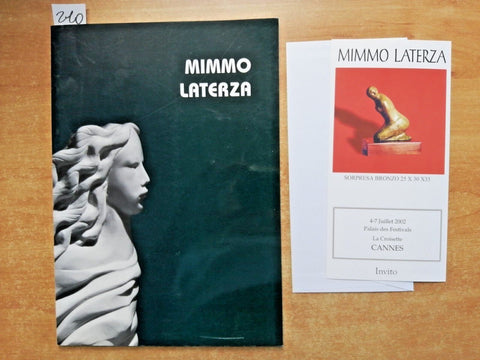 210
MIMMO
LATERZA
MIMMO LATERZA
SORPRESA BRONZO 25 X 30 X35
4-7 Juillet 2002
Palais des Festivals
La Croisette
CANNES
Invito